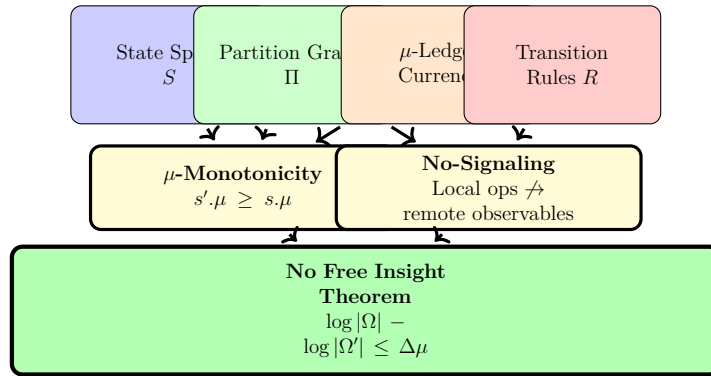 State Sp
S
Partition Gra
Π
μ-Ledge
Currenc
Transition
Rules R
μ-Monotonicity
s′.μ ≥ s.μ
No-Signaling
Local ops ↛
remote observables
No Free Insight
Theorem
log |Ω| −
log |Ω′| ≤ Δμ